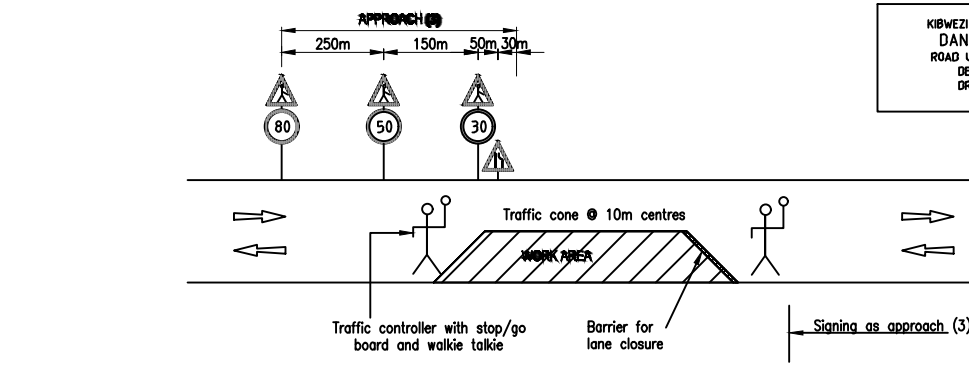 APPROACH (3)
250m 150m 50m 30m
KIBWEZI
DAN
ROAD U
DE
DR
80 50 30
Traffic cone @ 10m centres
WORK AREA
Traffic controller with stop/go
board and walkie talkie
Barrier for
lane closure
Signing as approach (3)